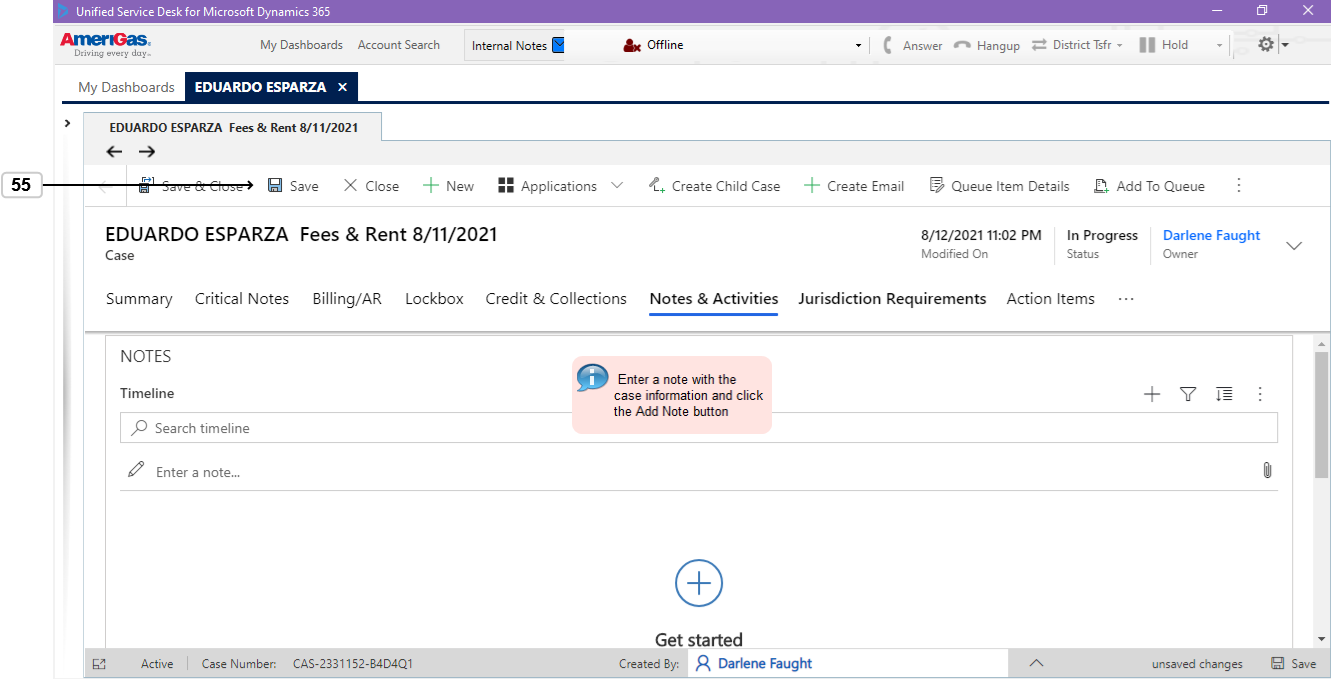 Unified Service Desk for Microsoft Dynamics 365
AmeriGas.
Driving every day™
My Dashboards Account Search Internal Notes Offline Answer Hangup District Tsfr Hold
My Dashboards EDUARDO ESPARZA
EDUARDO ESPARZA Fees & Rent 8/11/2021
55 Save & Close Save Close New Applications Create Child Case Create Email Queue Item Details Add To Queue
EDUARDO ESPARZA Fees & Rent 8/11/2021
Case
8/12/2021 11:02 PM In Progress Darlene Faught
Modified On Status Owner
Summary Critical Notes Billing/AR Lockbox Credit & Collections Notes & Activities Jurisdiction Requirements Action Items ...
NOTES
Enter a note with the
case information and click
the Add Note button
Timeline
Search timeline
Enter a note...
Get started
Active Case Number: CAS-2331152-B4D4Q1 Created By: Darlene Faught unsaved changes Save